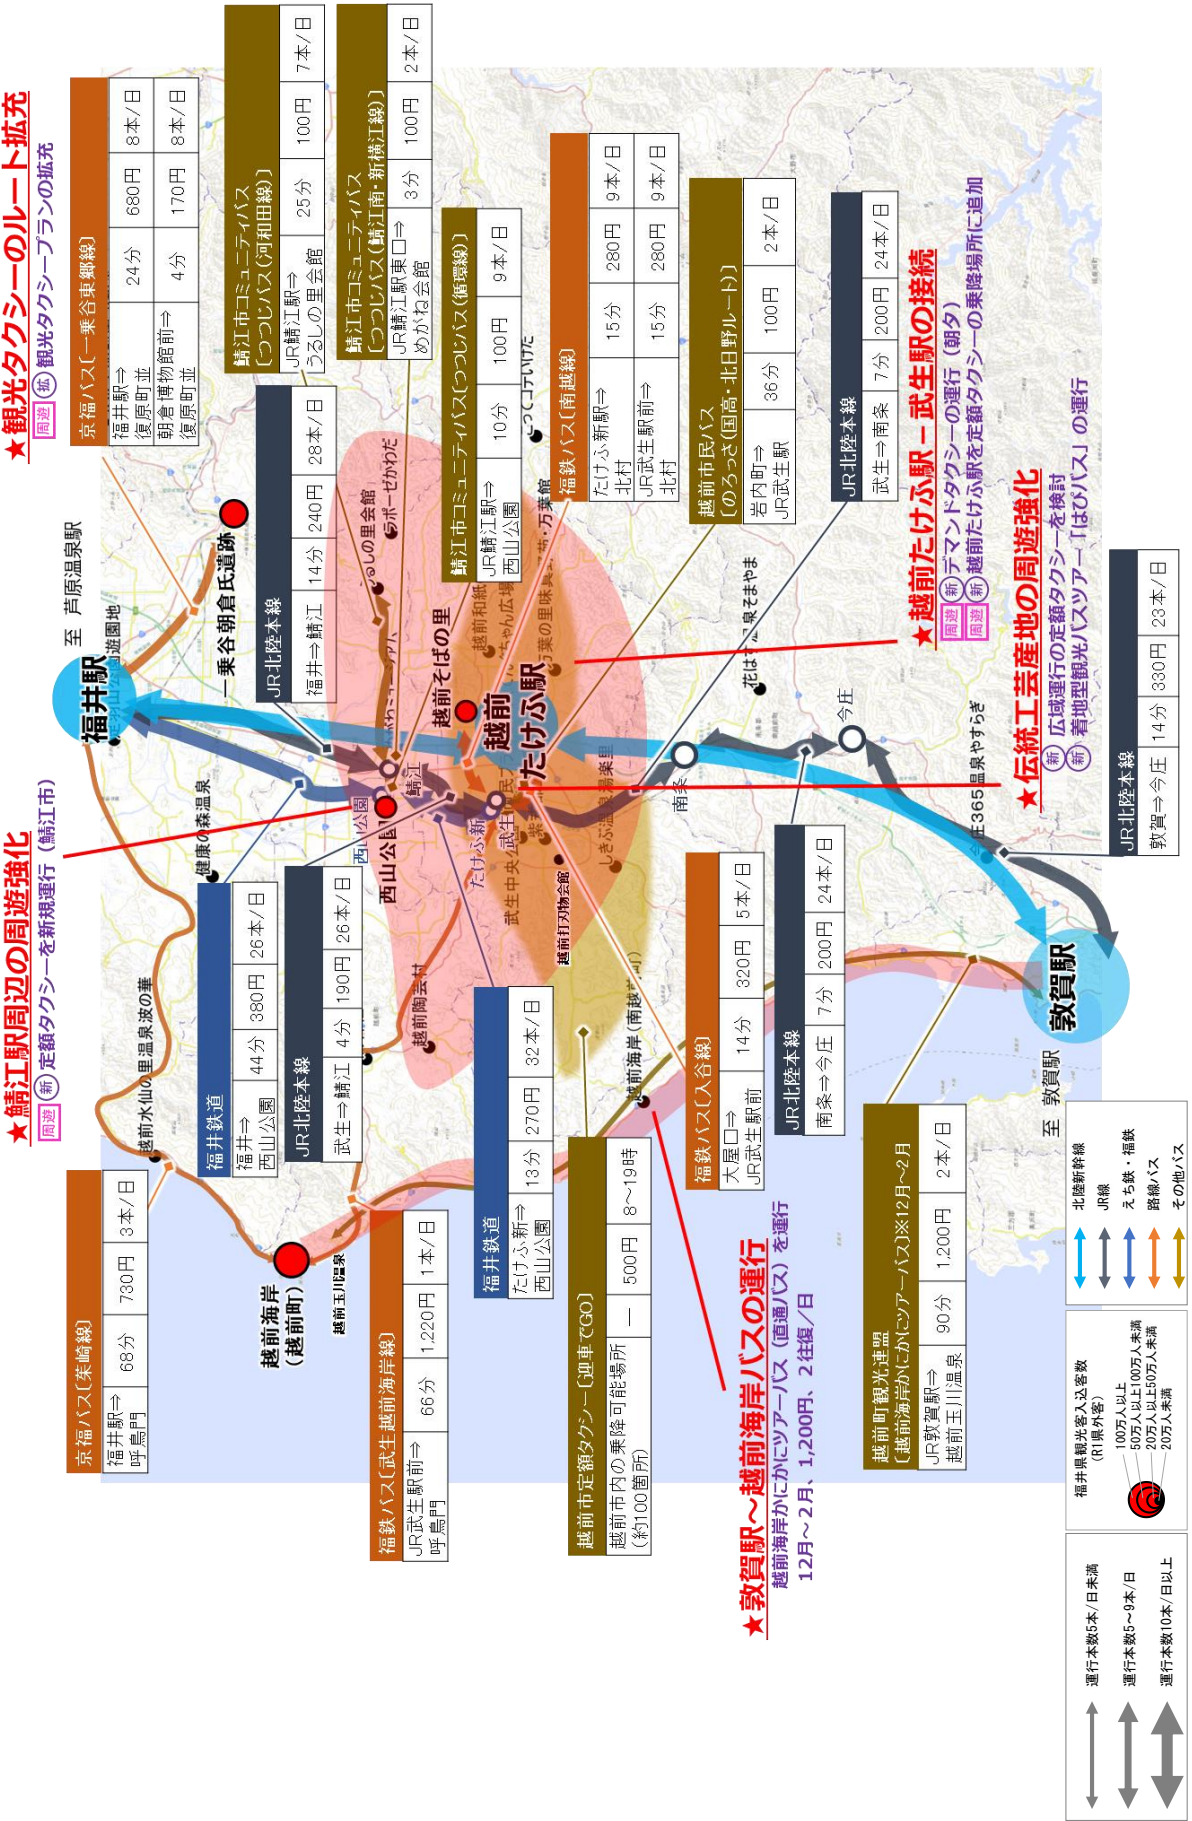 ★鯖江駅周辺の周遊強化
周遊 新 定額タクシーを新規運行（鯖江市）
★観光タクシーのルート拡充
周遊 拡 観光タクシープランの拡充
京福バス〔茱崎線〕
福井駅⇒
呼鳥門
68分
730円
3本/日
越前水仙の里温泉波の華
健康の森温泉
福井鉄道
福井⇒
西山公園
44分
380円
26本/日
JR北陸本線
武生⇒鯖江
4分
190円
26本/日
至 芦原温泉駅
福井駅
京福バス〔一乗谷東郷線〕
福井駅⇒
復原町並
24分
680円
8本/日
朝倉博物館前⇒
復原町並
4分
170円
8本/日
一乗谷朝倉氏遺跡
JR北陸本線
福井⇒鯖江
14分
240円
28本/日
鯖江市コミュニティバス
〔つつじバス(河和田線)〕
JR鯖江駅⇒
うるしの里会館
25分
100円
7本/日
鯖江市コミュニティバス
〔つつじバス(鯖江南・新横江線)〕
JR鯖江駅東口⇒
めがね会館
3分
100円
2本/日
鯖江市コミュニティバス〔つつじバス(循環線)〕
JR鯖江駅⇒
西山公園
10分
100円
9本/日
越前海岸
（越前町）
越前玉川温泉
福鉄バス〔武生越前海岸線〕
JR武生駅前⇒
呼鳥門
66分
1,220円
1本/日
越前陶芸村
西山公園
西山公園
鯖江
ラポーゼかわだ
越前そばの里
越前
たけふ駅
たけふ新
福井鉄道
たけふ新⇒
西山公園
13分
270円
32本/日
越前打刃物会館
しきぶ温泉湯楽里
福鉄バス〔南越線〕
たけふ新駅⇒
北村
15分
280円
9本/日
JR武生駅前⇒
北村
15分
280円
9本/日
越前市定額タクシー〔迎車でGO〕
越前市内の乗降可能場所
(約100箇所)
―
500円
8～19時
越前海岸(南越前町)
福鉄バス〔入谷線〕
大屋口⇒
JR武生駅前
14分
320円
5本/日
南条
越前市民バス
〔のろっさ(国高・北日野ルート)〕
岩内町⇒
JR武生駅
36分
100円
2本/日
花はす温泉そまやま
JR北陸本線
南条⇒今庄
7分
200円
24本/日
今庄
JR北陸本線
武生⇒南条
7分
200円
24本/日
★敦賀駅～越前海岸バスの運行
越前海岸かにかにツアーバス（直通バス）を運行
12月～2月、1,200円、2往復/日
越前町観光連盟
〔越前海岸かにかにツアーバス〕※12月～2月
JR敦賀駅⇒
越前玉川温泉
90分
1,200円
2本/日
★越前たけふ駅－武生駅の接続
周遊 新 デマンドタクシーの運行（朝夕）
周遊 新 越前たけふ駅を定額タクシーの乗降場所に追加
★伝統工芸産地の周遊強化
新 広域運行の定額タクシーを検討
新 着地型観光バスツアー「はぴバス」の運行
今庄365温泉やすらぎ
敦賀駅
至 敦賀駅
JR北陸本線
敦賀⇒今庄
14分
330円
23本/日
運行本数5本/日未満
運行本数5～9本/日
運行本数10本/日以上
福井県観光客入込客数
（R1県外客）
100万人以上
50万人以上100万人未満
20万人以上50万人未満
20万人未満
北陸新幹線
JR線
えち鉄・福鉄
路線バス
その他バス